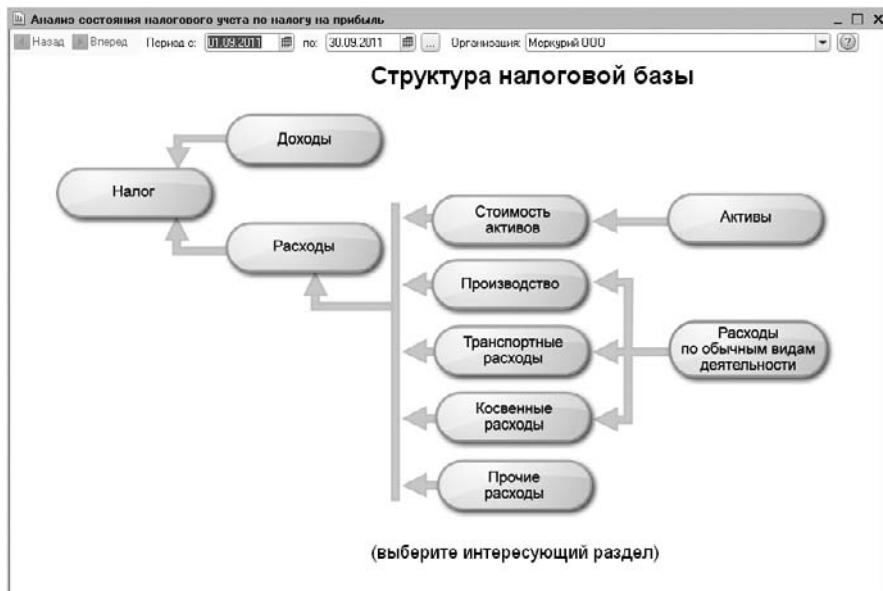 Анализ состояния налогового учета по налогу на прибыль
Назад Вперед Период с: 01.09.2011 по: 30.09.2011 ... Организация: Меркурий ООО
Структура налоговой базы
Доходы
Налог
Стоимость
активов
Активы
Расходы
Производство
Транспортные
расходы
Расходы
по обычным видам
деятельности
Косвенные
расходы
Прочие
расходы
(выберите интересующий раздел)